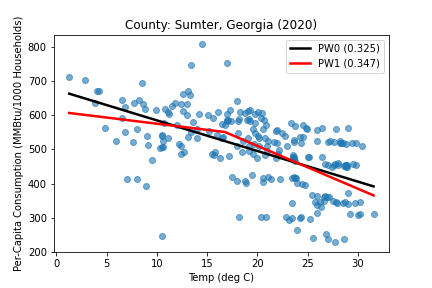 County: Sumter, Georgia (2020)
Per-Capita Consumption (MMBtu/1000 Households)
800
700
600
500
400
300
200
PW0 (0.325)
PW1 (0.347)
0 5 10 15 20 25 30
Temp (deg C)